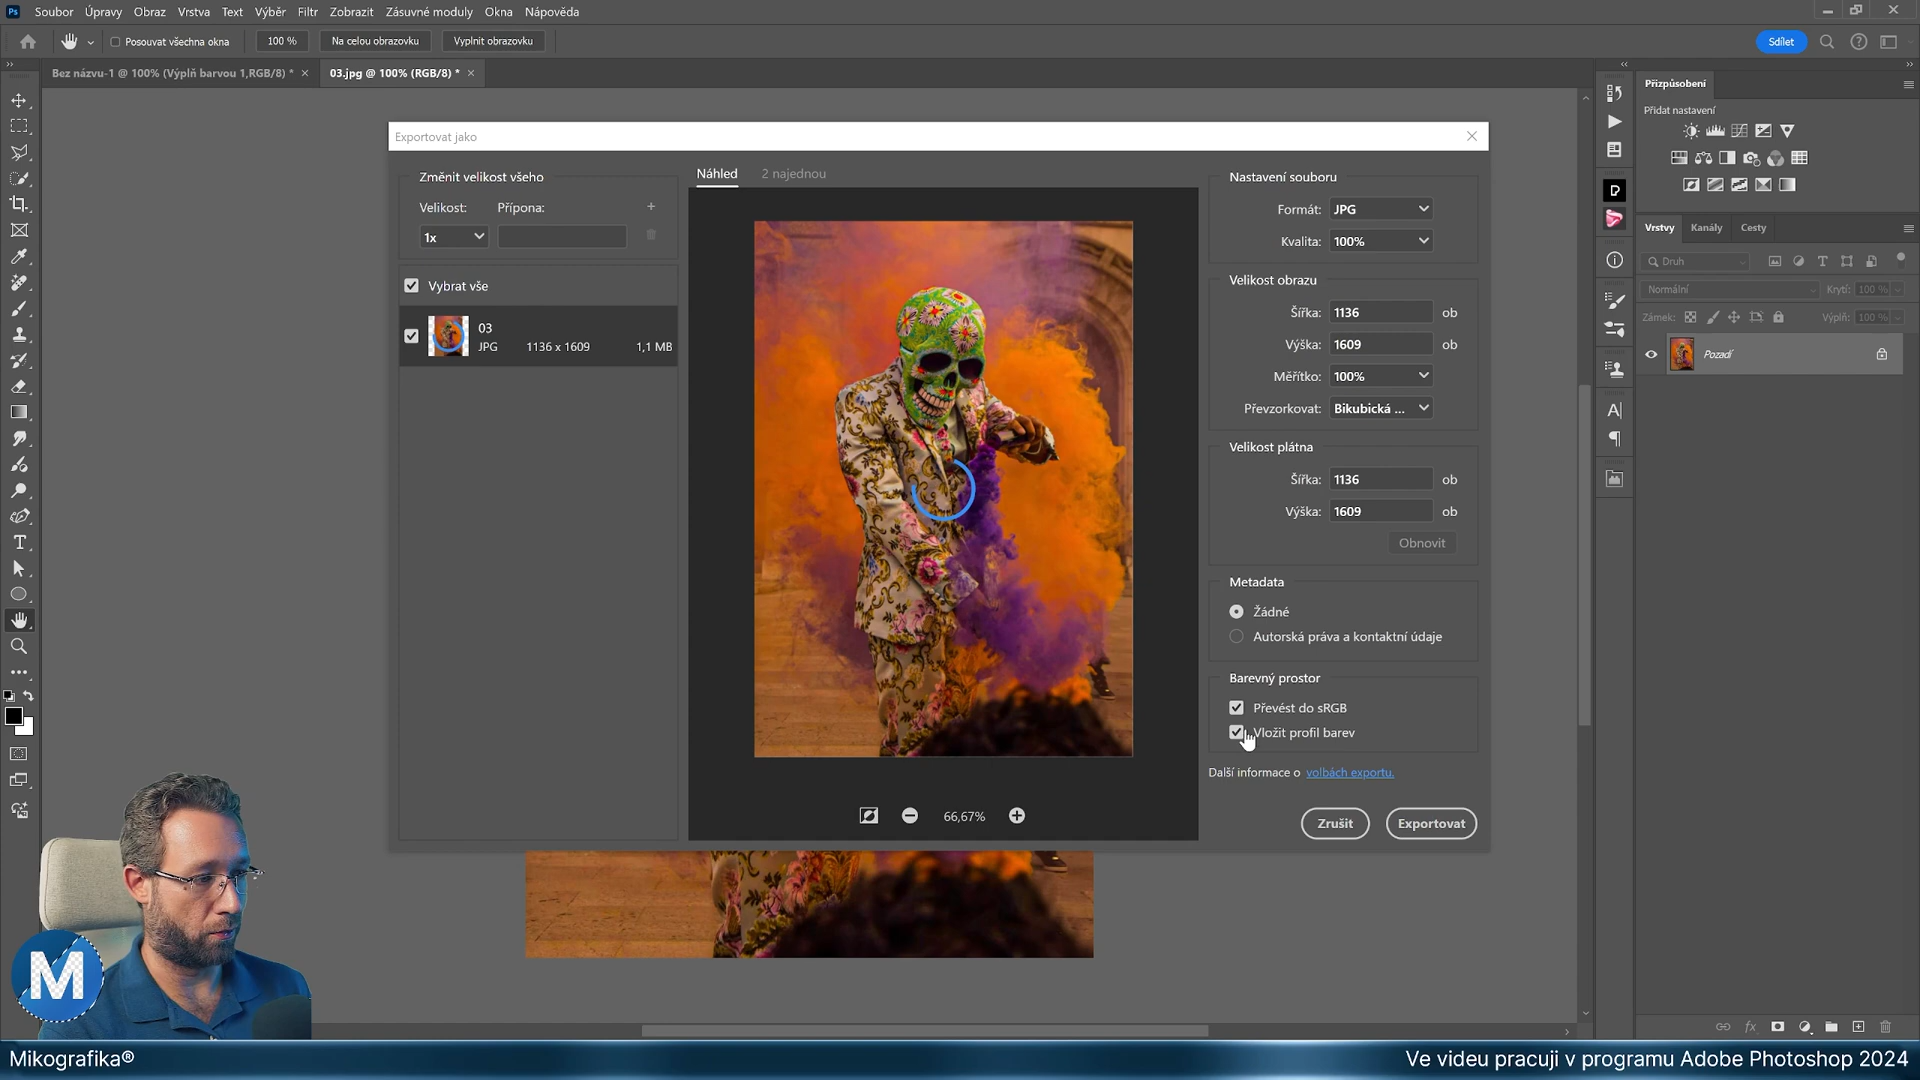 Ps Soubor Úpravy Obraz Vrstva Text Výběr Filtr Zobrazit Zásuvné moduly Okna Nápověda
Posouvat všechna okna 100 % Na celou obrazovku Vyplnit obrazovku
Sdílet
Bez názvu-1 @ 100% (Výplň barvou 1,RGB/8) *
03.jpg @ 100% (RGB/8) *
Exportovat jako
Změnit velikost všeho
Velikost: Přípona:
1x
Vybrat vše
03
JPG 1136 x 1609 1,1 MB
Náhled 2 najednou
66,67%
Nastavení souboru
Formát: JPG
Kvalita: 100%
Velikost obrazu
Šířka: 1136 ob
Výška: 1609 ob
Měřítko: 100%
Převzorkovat: Bikubická ...
Velikost plátna
Šířka: 1136 ob
Výška: 1609 ob
Obnovit
Metadata
Žádné
Autorská práva a kontaktní údaje
Barevný prostor
Převést do sRGB
Vložit profil barev
Další informace o volbách exportu.
Zrušit Exportovat
Přizpůsobení
Přidat nastavení
Vrstvy Kanály Cesty
Druh
Normální Krytí: 100 %
Zámek: Výplň: 100 %
Pozadí
fx
M
Mikografika®
Ve videu pracuji v programu Adobe Photoshop 2024